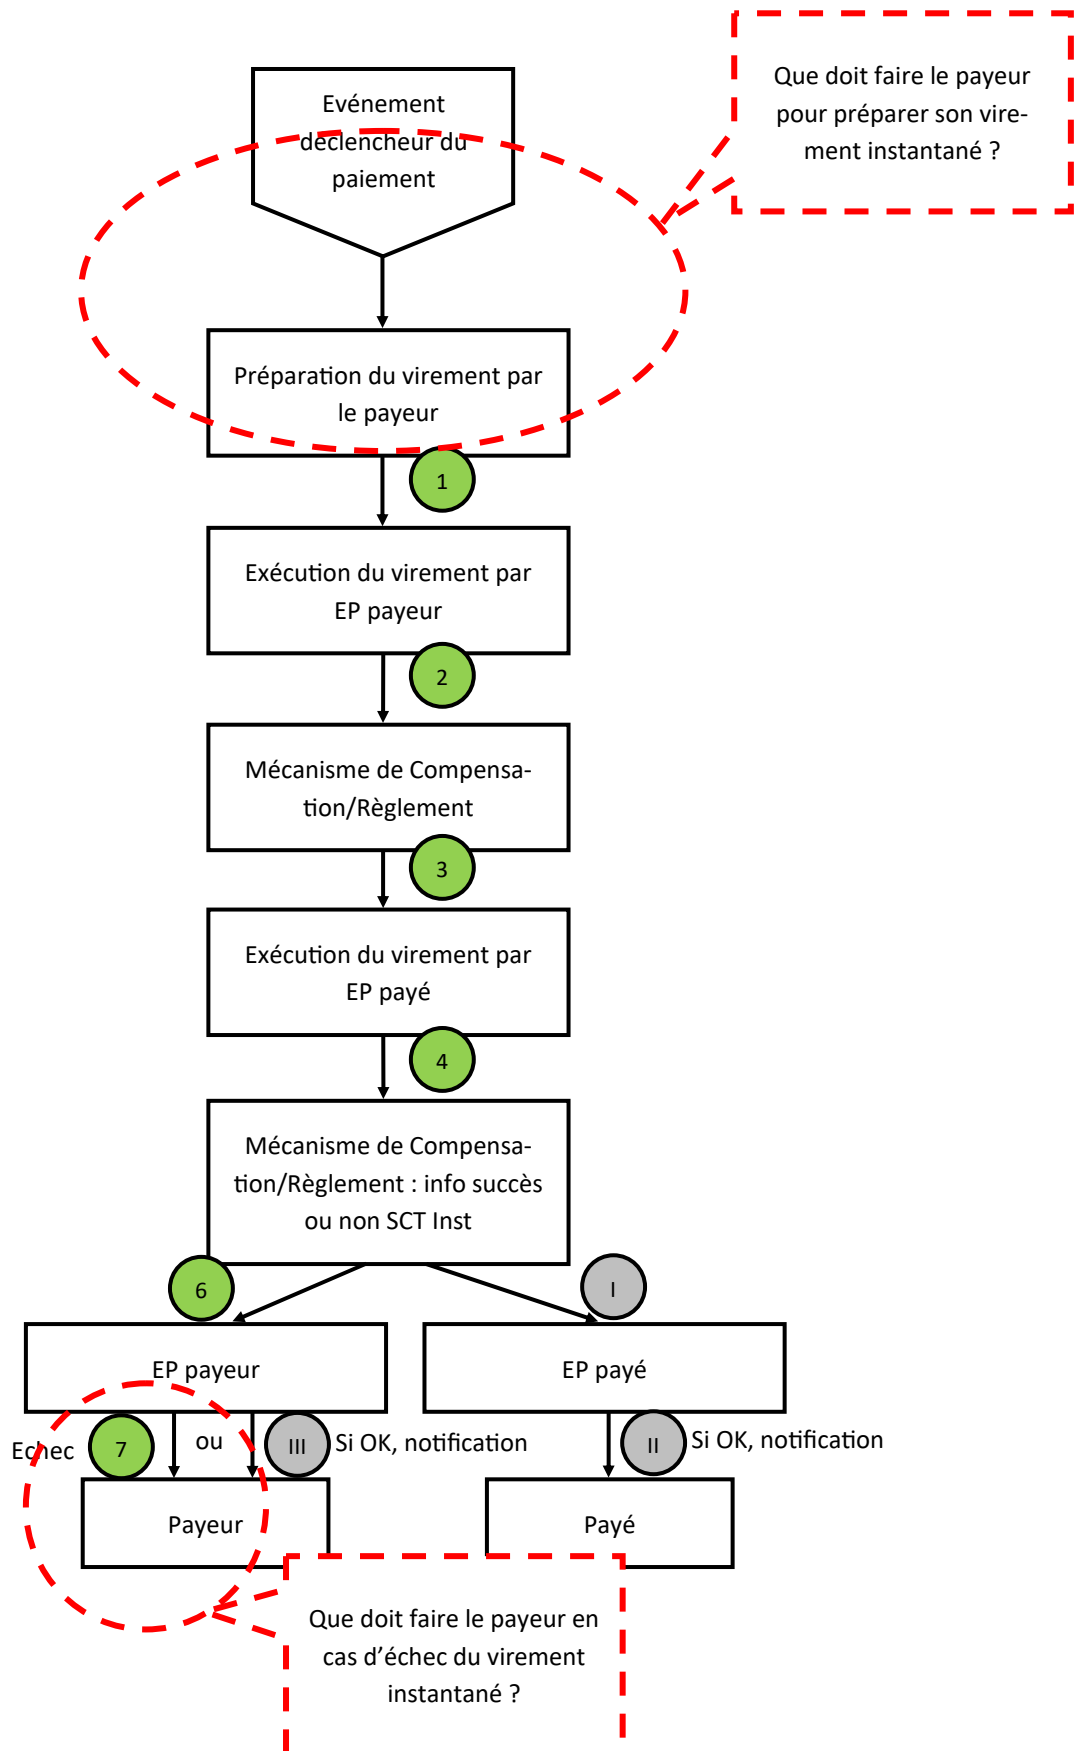 Que doit faire le payeur
pour préparer son vire-
ment instantané ?
Evénement
déclencheur du
paiement
Préparation du virement par
le payeur
1
Exécution du virement par
EP payeur
2
Mécanisme de Compensa-
tion/Règlement
3
Exécution du virement par
EP payé
4
Mécanisme de Compensa-
tion/Règlement : info succès
ou non SCT Inst
6
I
EP payeur
EP payé
Echec
7
ou
III
Si OK, notification
II
Si OK, notification
Payeur
Payé
Que doit faire le payeur en
cas d’échec du virement
instantané ?